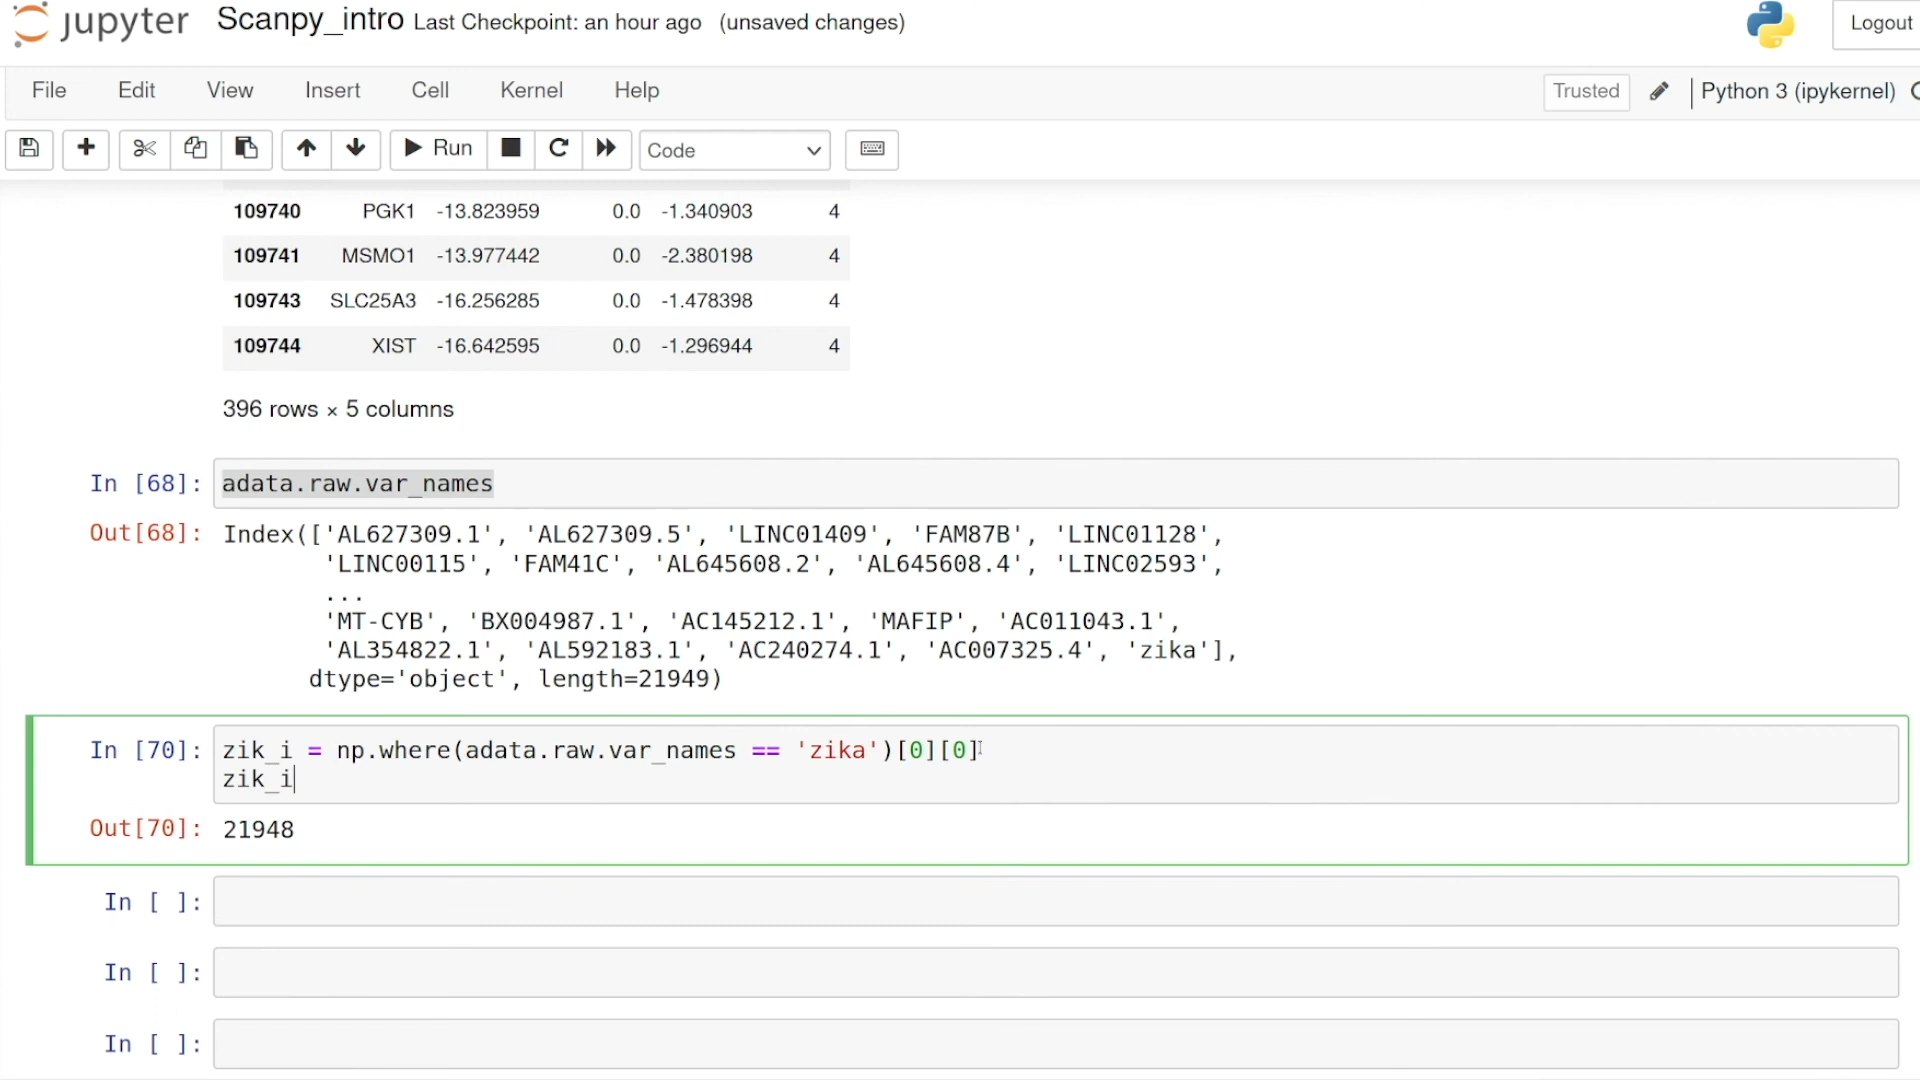 jupyter Scanpy_intro Last Checkpoint: an hour ago (unsaved changes) Logout
File Edit View Insert Cell Kernel Help Trusted Python 3 (ipykernel)
Run Code
109740 PGK1 -13.823959 0.0 -1.340903 4
109741 MSMO1 -13.977442 0.0 -2.380198 4
109743 SLC25A3 -16.256285 0.0 -1.478398 4
109744 XIST -16.642595 0.0 -1.296944 4
396 rows × 5 columns
In [68]: adata.raw.var_names
Out[68]: Index(['AL627309.1', 'AL627309.5', 'LINC01409', 'FAM87B', 'LINC01128',
'LINC00115', 'FAM41C', 'AL645608.2', 'AL645608.4', 'LINC02593',
...
'MT-CYB', 'BX004987.1', 'AC145212.1', 'MAFIP', 'AC011043.1',
'AL354822.1', 'AL592183.1', 'AC240274.1', 'AC007325.4', 'zika'],
dtype='object', length=21949)
In [70]: zik_i = np.where(adata.raw.var_names == 'zika')[0][0]
zik_i
Out[70]: 21948
In [ ]:
In [ ]:
In [ ]: